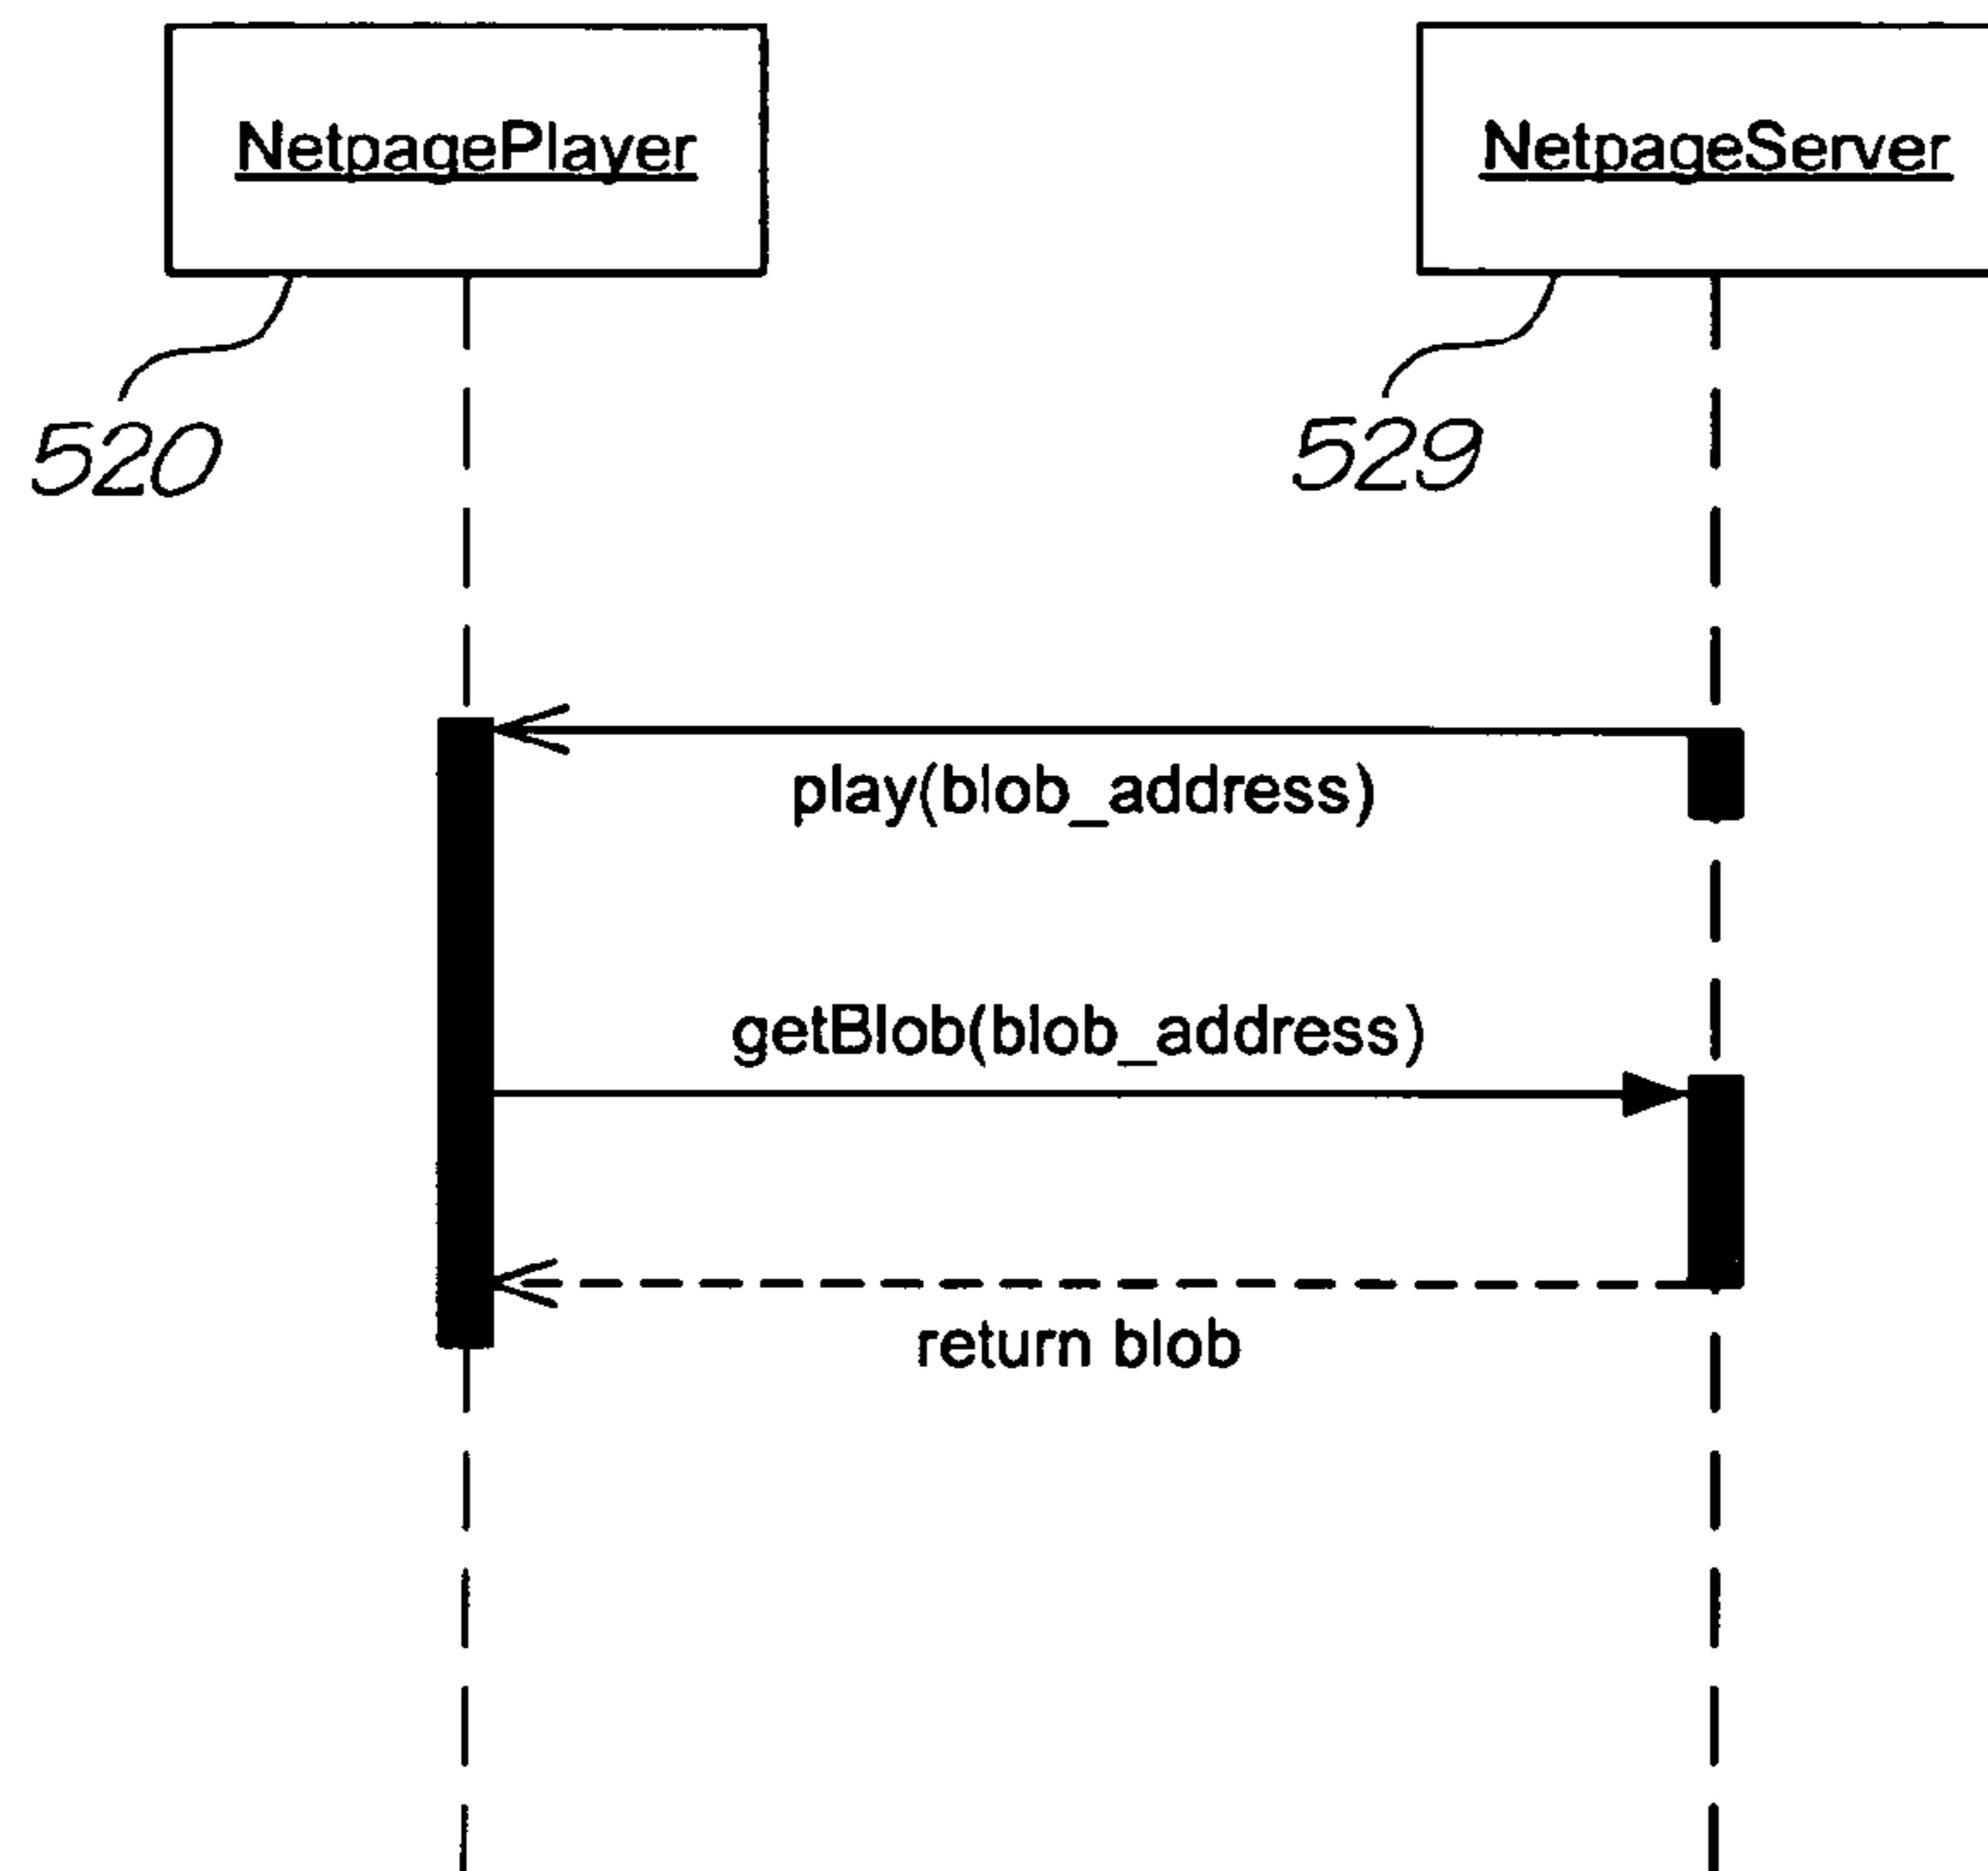 NetpagePlayer
NetpageServer
520
529
play(blob_address)
getBlob(blob_address)
return blob